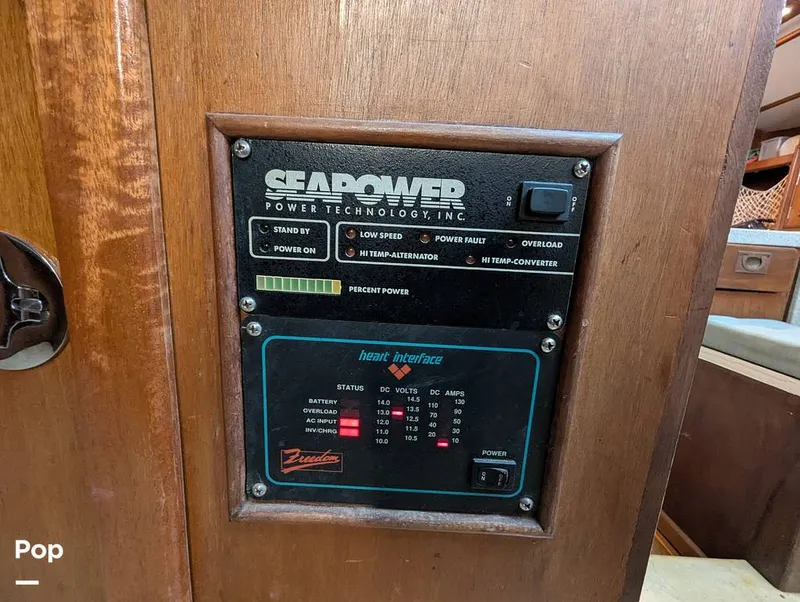 SEAPOWER
POWER TECHNOLOGY, INC.
ON OFF
STAND BY LOW SPEED POWER FAULT OVERLOAD
POWER ON HI TEMP-ALTERNATOR HI TEMP-CONVERTER
PERCENT POWER
heart interface
STATUS DC VOLTS DC AMPS
14.5 130
BATTERY 14.0 110
13.5 90
OVERLOAD 13.0 70
12.5 50
AC INPUT 12.0 40
11.5 30
INV/CHRG 11.0 20
10.5 10
10.0
Freedom
POWER
ON
Pop